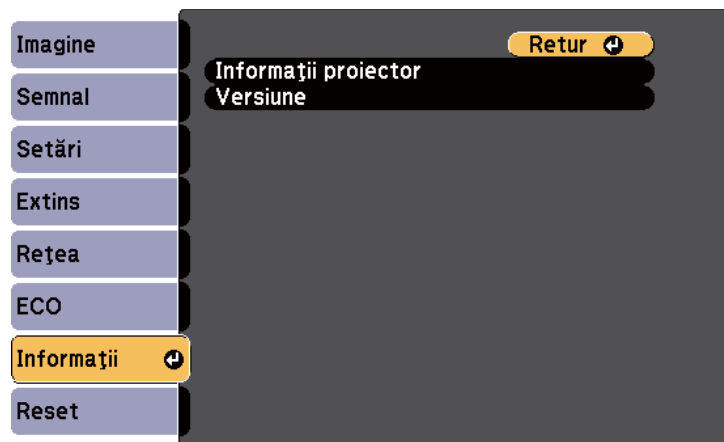 Imagine
Semnal
Setări
Extins
Reţea
ECO
Informaţii
Reset
Retur
Informaţii proiector
Versiune